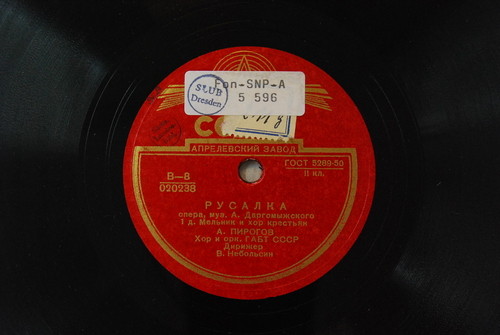 Fon-SNP-A
5 596
SLUB
Dresden
АПРЕЛЕВСКИЙ ЗАВОД
ГОСТ 5289-50
II кл.
В—8
020238
РУСАЛКА
опера, муз. А. Даргомыжского
1 д. Мельник и хор крестьян
А. ПИРОГОВ
Хор и орк. ГАБТ СССР
Дирижер
В. Небольсин